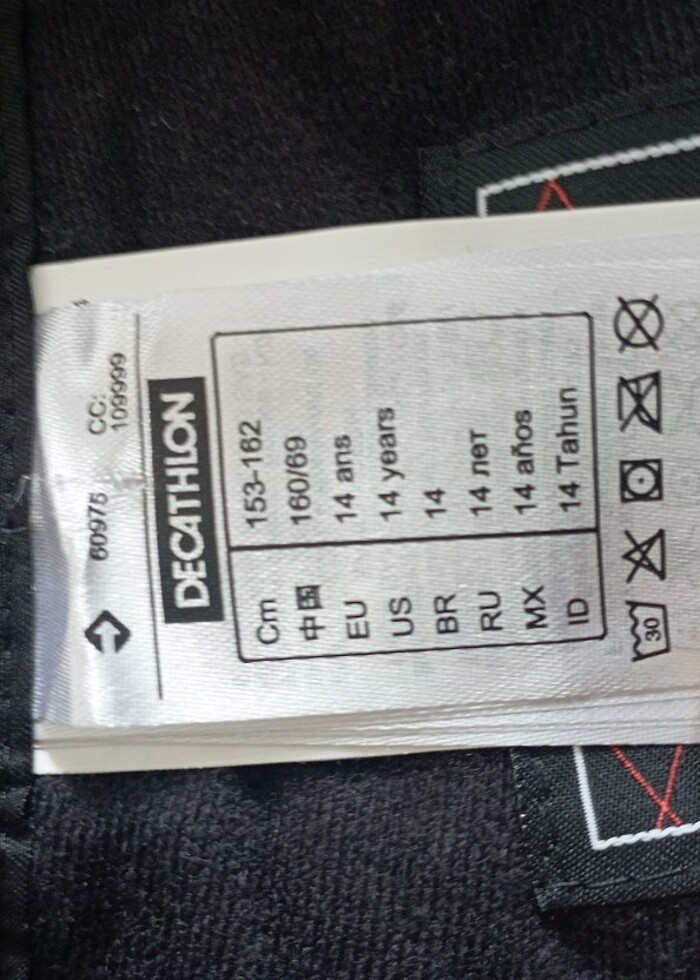 60975 CC:
109999
DECATHLON
Cm 153-162
中国 160/69
EU 14 ans
US 14 years
BR 14
RU 14 лет
MX 14 años
ID 14 Tahun
30